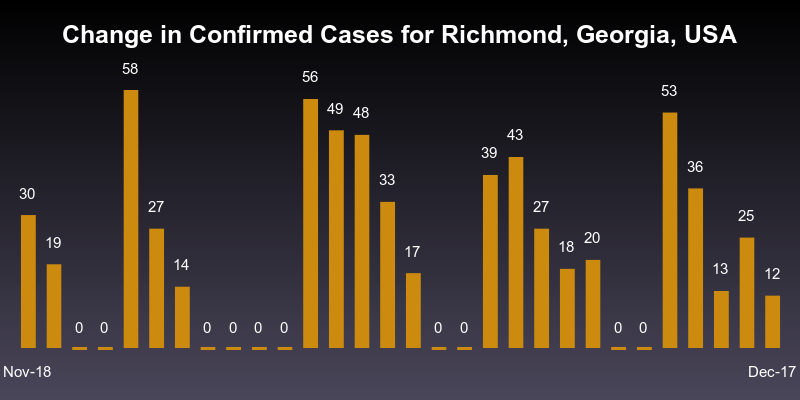 Change in Confirmed Cases for Richmond, Georgia, USA
30 19 0 0 58 27 14 0 0 0 0 56 49 48 33 17 0 0 39 43 27 18 20 0 0 53 36 13 25 12
Nov-18 Dec-17